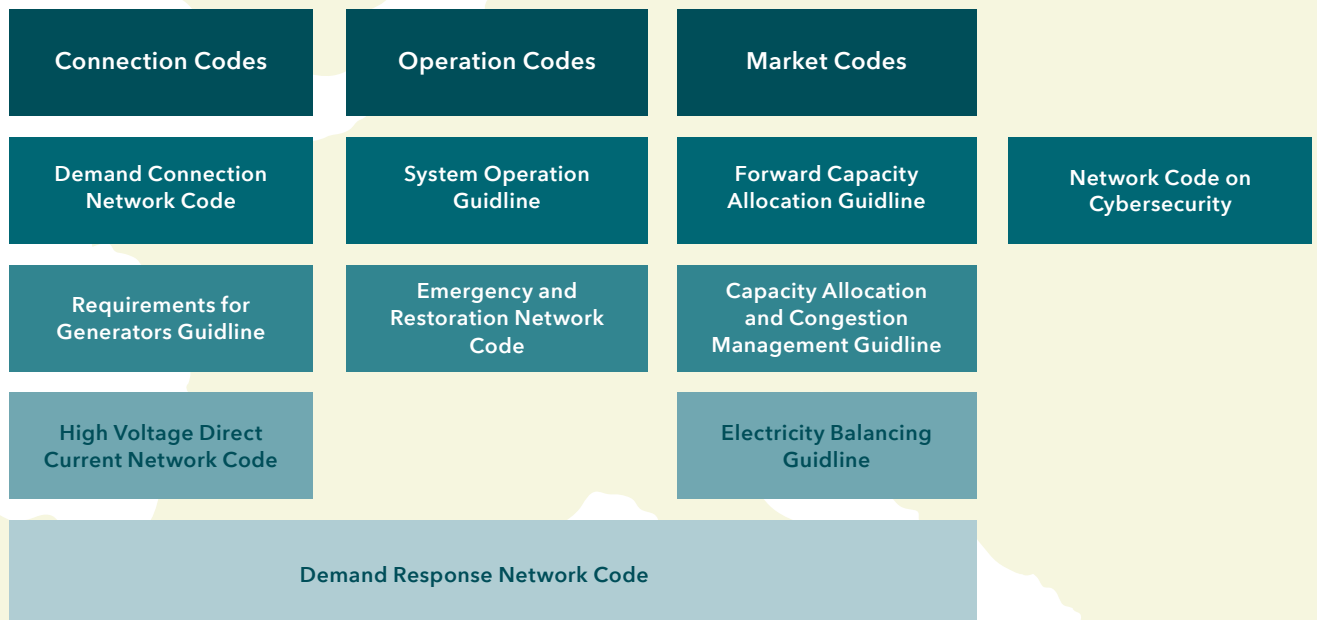 Connection Codes
Operation Codes
Market Codes
Demand Connection
Network Code
System Operation
Guidline
Forward Capacity
Allocation Guidline
Network Code on
Cybersecurity
Requirements for
Generators Guidline
Emergency and
Restoration Network
Code
Capacity Allocation
and Congestion
Management Guidline
High Voltage Direct
Current Network Code
Electricity Balancing
Guidline
Demand Response Network Code